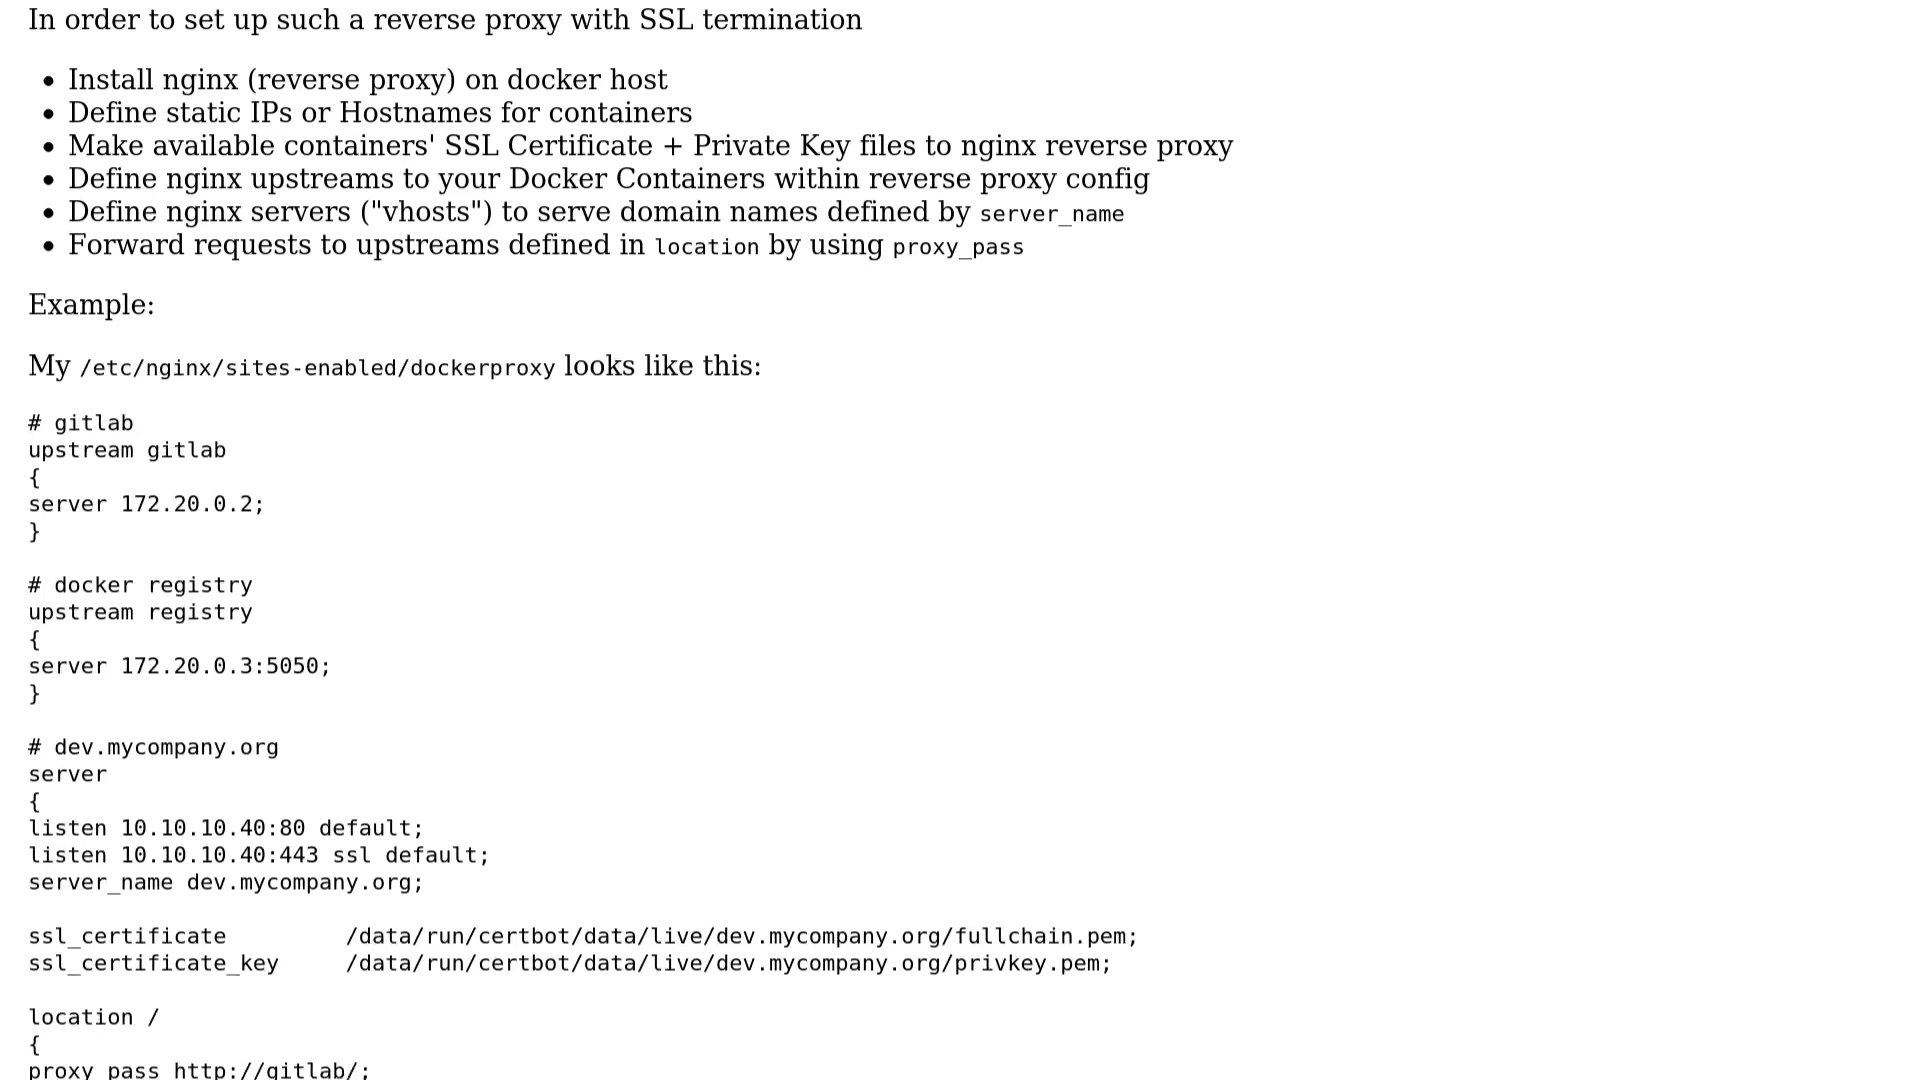 In order to set up such a reverse proxy with SSL termination
• Install nginx (reverse proxy) on docker host
• Define static IPs or Hostnames for containers
• Make available containers' SSL Certificate + Private Key files to nginx reverse proxy
• Define nginx upstreams to your Docker Containers within reverse proxy config
• Define nginx servers ("vhosts") to serve domain names defined by server_name
• Forward requests to upstreams defined in location by using proxy_pass
Example:
My /etc/nginx/sites-enabled/dockerproxy looks like this:
# gitlab
upstream gitlab
{
server 172.20.0.2;
}
# docker registry
upstream registry
{
server 172.20.0.3:5050;
}
# dev.mycompany.org
server
{
listen 10.10.10.40:80 default;
listen 10.10.10.40:443 ssl default;
server_name dev.mycompany.org;
ssl_certificate         /data/run/certbot/data/live/dev.mycompany.org/fullchain.pem;
ssl_certificate_key     /data/run/certbot/data/live/dev.mycompany.org/privkey.pem;
location /
{
proxy_pass http://gitlab/;